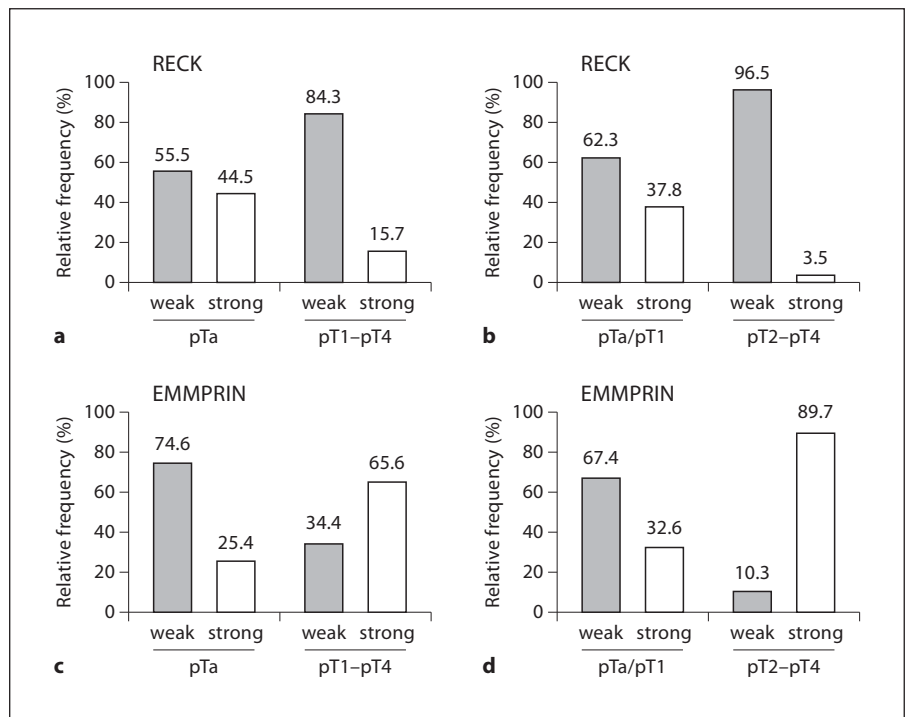 RECK
Relative frequency (%)
100
80
60
40
20
0
55.5
44.5
84.3
15.7
weak strong weak strong
pTa pT1–pT4
a
RECK
Relative frequency (%)
100
80
60
40
20
0
62.3
37.8
96.5
3.5
weak strong weak strong
pTa/pT1 pT2–pT4
b
EMMPRIN
Relative frequency (%)
100
80
60
40
20
0
74.6
25.4
34.4
65.6
weak strong weak strong
pTa pT1–pT4
c
EMMPRIN
Relative frequency (%)
100
80
60
40
20
0
67.4
32.6
10.3
89.7
weak strong weak strong
pTa/pT1 pT2–pT4
d